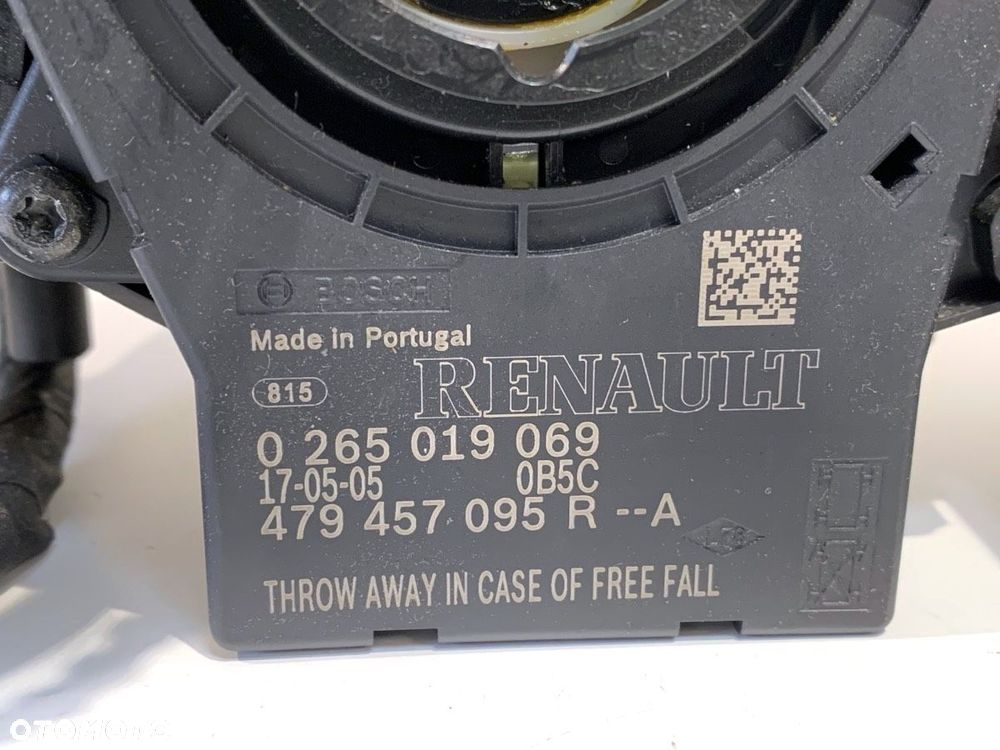 BOSCH
Made in Portugal
815
RENAULT
0 265 019 069
17-05-05 0B5C
479 457 095 R --A
THROW AWAY IN CASE OF FREE FALL
OTOMOTO